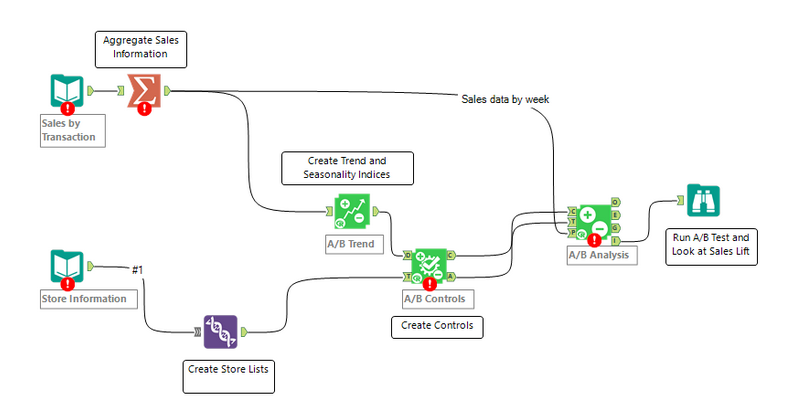 Aggregate Sales
Information
Sales by
Transaction
Sales data by week
Create Trend and
Seasonality Indices
A/B Trend
O
E
G
I
C
T
P
A/B Analysis
Run A/B Test and
Look at Sales Lift
Store Information
#1
O
T
C
A
A/B Controls
Create Controls
Create Store Lists